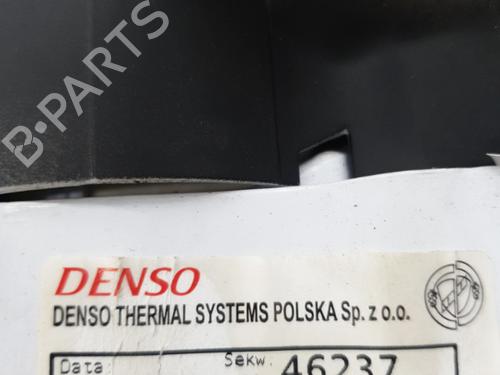 B-PARTS
DENSO
DENSO THERMAL SYSTEMS POLSKA Sp. z o.o.
Data: Sekw. 46237